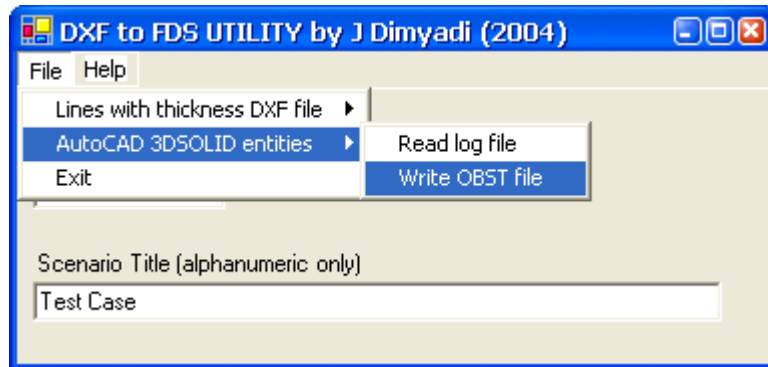 DXF to FDS UTILITY by J Dimyadi (2004)
File Help
Lines with thickness DXF file
AutoCAD 3DSOLID entities
Read log file
Exit
Write OBST file
Scenario Title (alphanumeric only)
Test Case